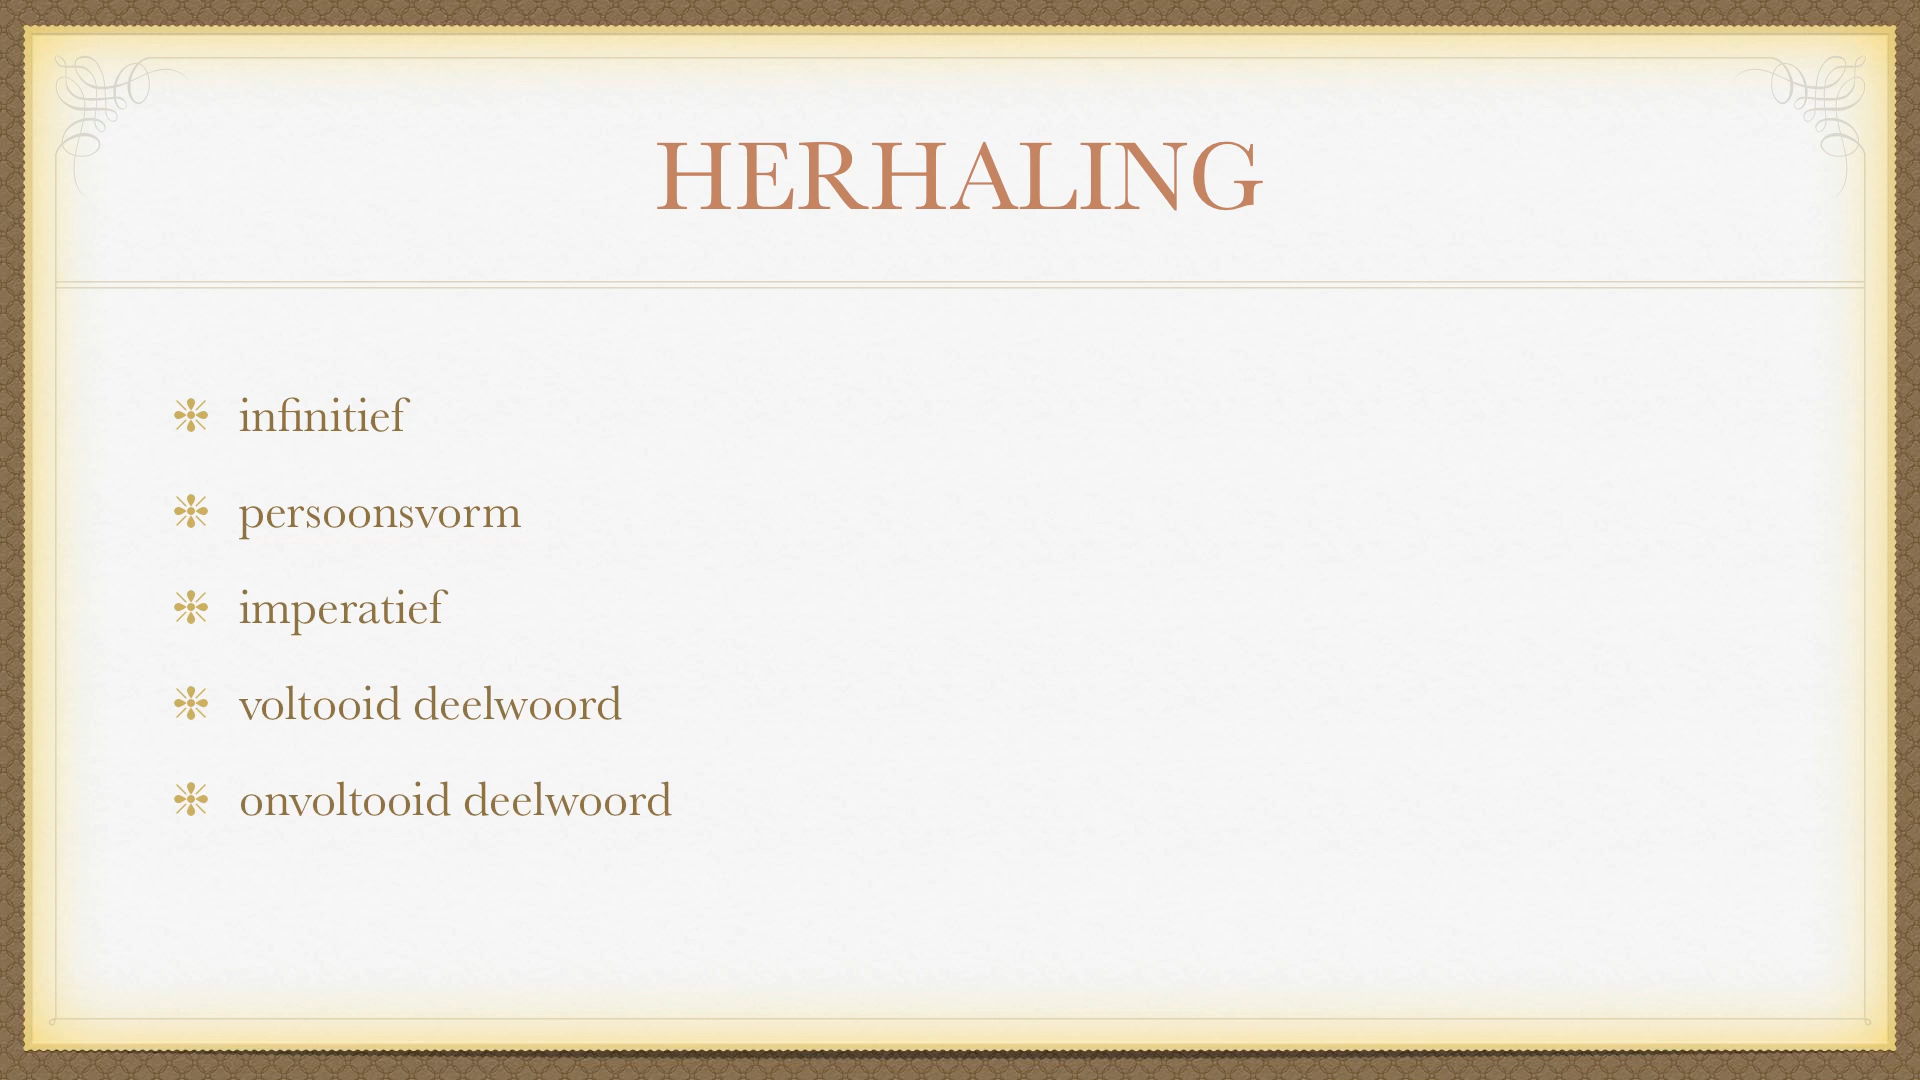 HERHALING
infinitief
persoonsvorm
imperatief
voltooid deelwoord
onvoltooid deelwoord